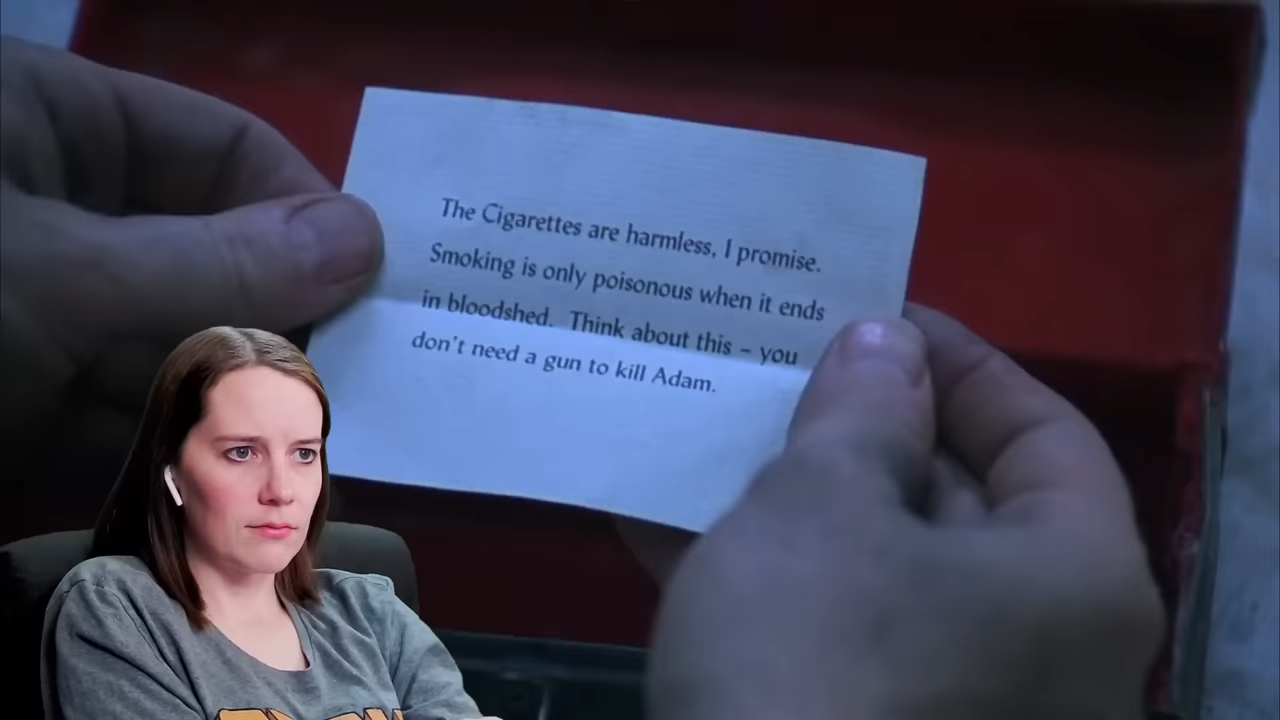 The Cigarettes are harmless, I promise.
Smoking is only poisonous when it ends
in bloodshed. Think about this – you
don't need a gun to kill Adam.